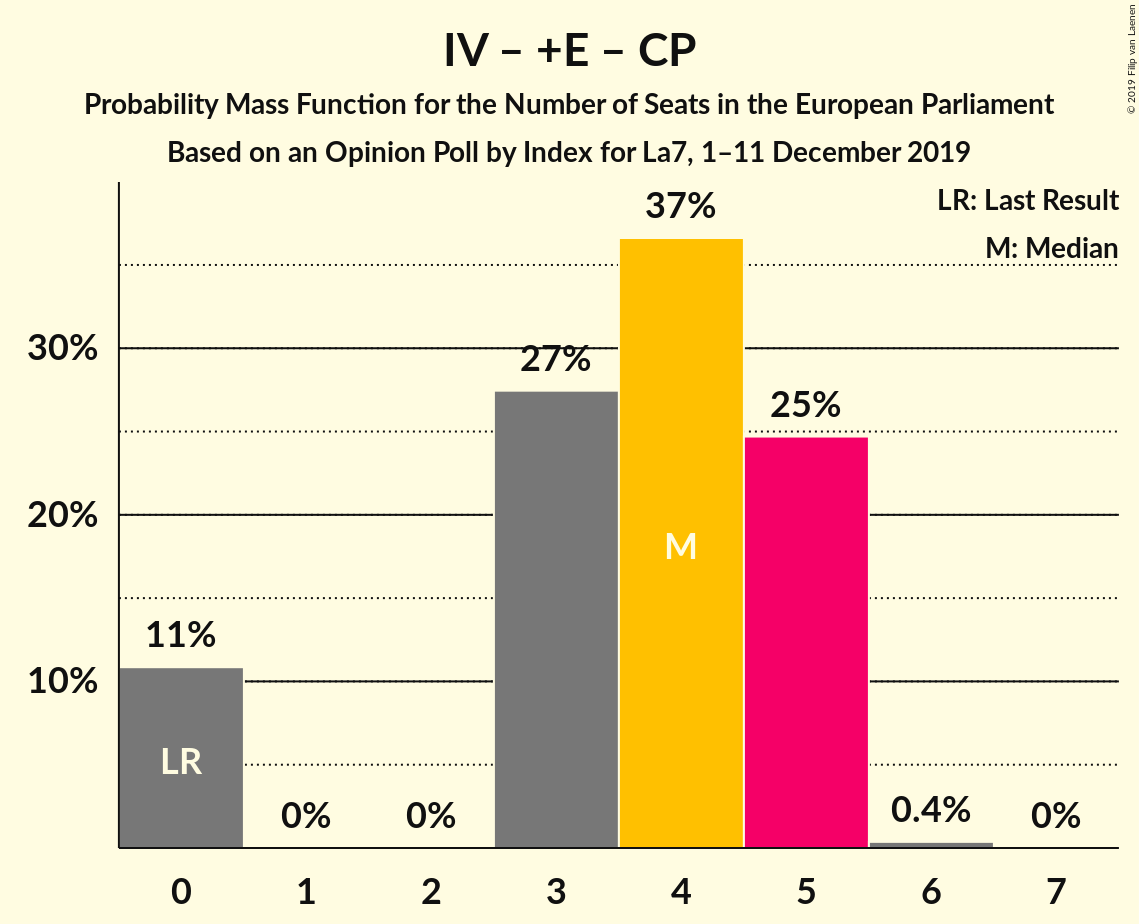 IV – +E – CP
Probability Mass Function for the Number of Seats in the European Parliament
Based on an Opinion Poll by Index for La7, 1–11 December 2019
© 2019 Filip van Laenen
LR: Last Result
M: Median
37%
30%
27%
25%
20%
M
11%
10%
LR
0%
0%
0.4%
0%
0 1 2 3 4 5 6 7